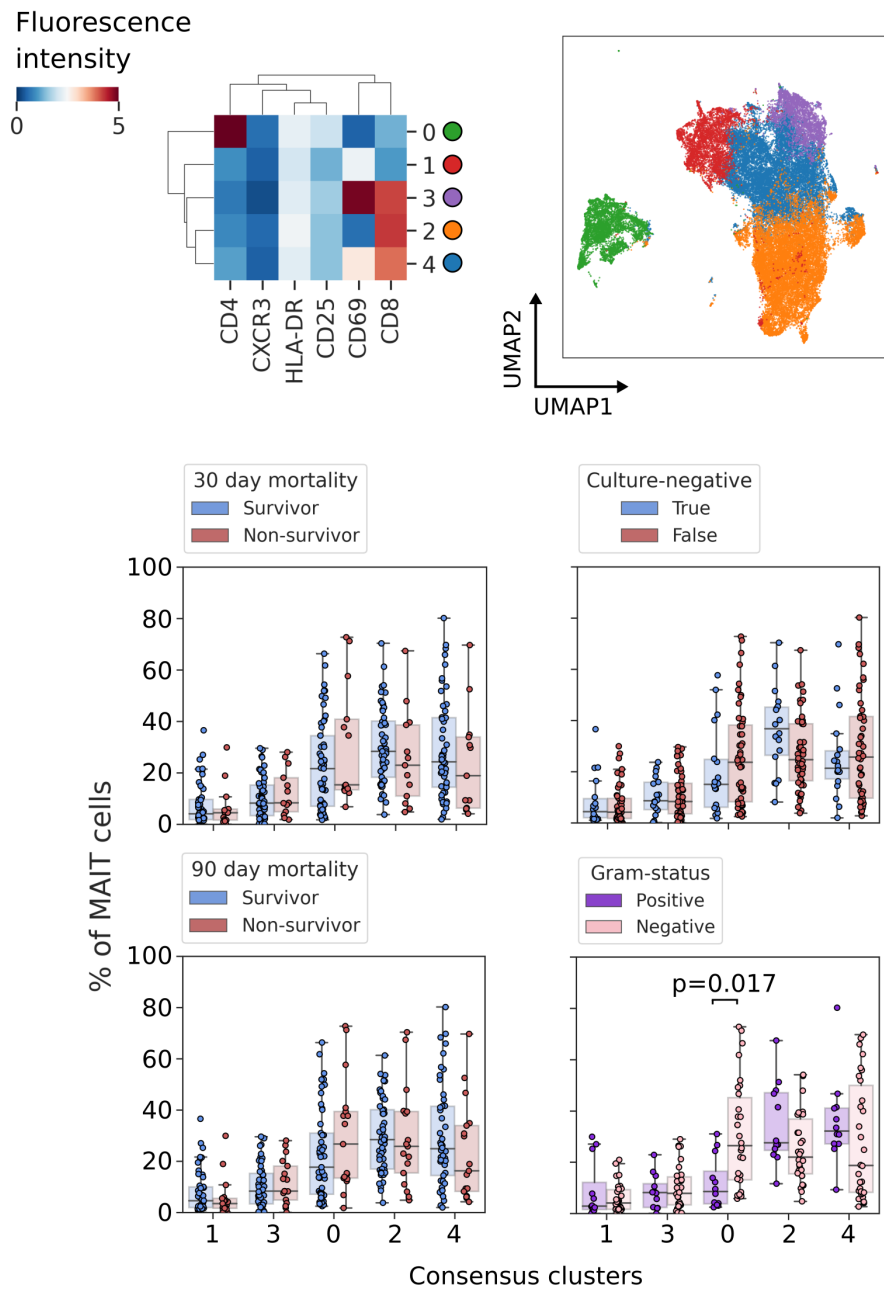 Fluorescence
intensity
0 5
0
1
3
2
4
CD4
CXCR3
HLA-DR
CD25
CD69
CD8
UMAP2
UMAP1
30 day mortality
Survivor
Non-survivor
Culture-negative
True
False
100
80
60
40
20
0
% of MAIT cells
90 day mortality
Survivor
Non-survivor
Gram-status
Positive
Negative
100
80
60
40
20
0
p=0.017
1 3 0 2 4
1 3 0 2 4
Consensus clusters